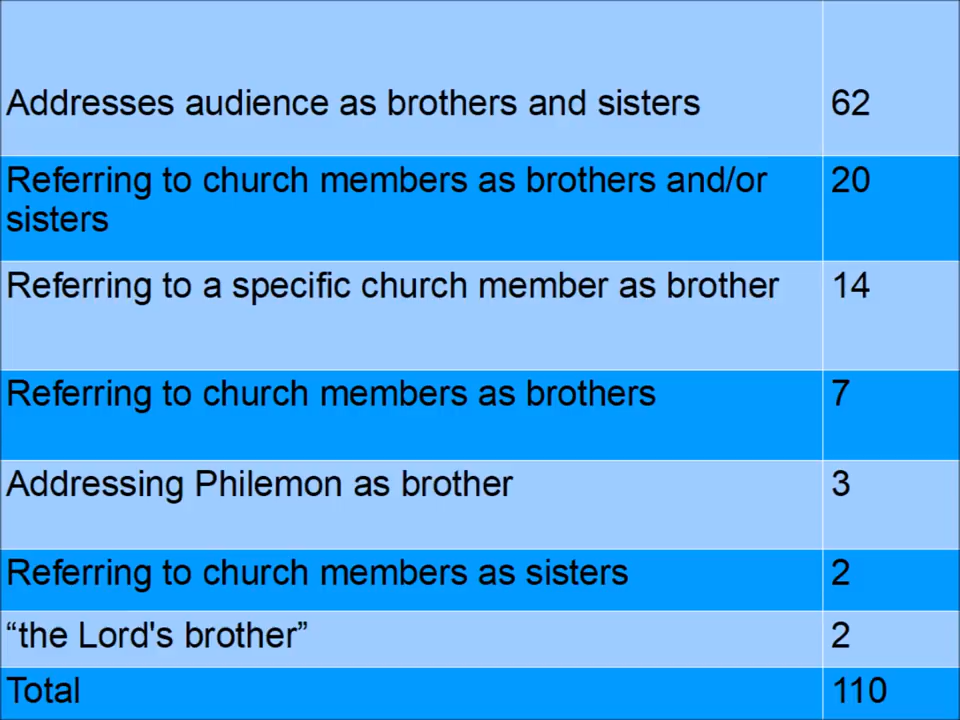 Addresses audience as brothers and sisters 62
Referring to church members as brothers and/or 20
sisters
Referring to a specific church member as brother 14
Referring to church members as brothers 7
Addressing Philemon as brother 3
Referring to church members as sisters 2
“the Lord's brother” 2
Total 110